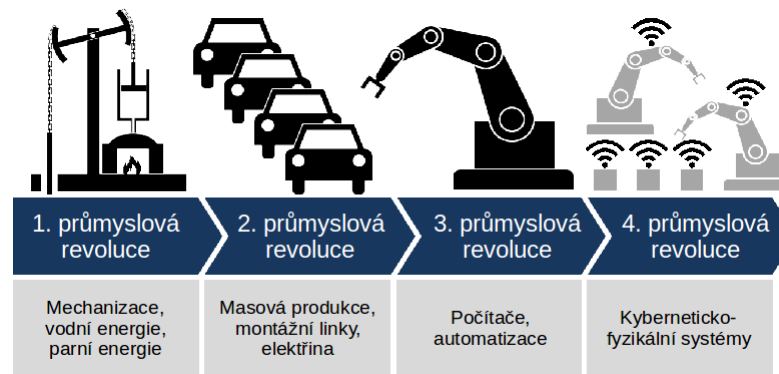 1. průmyslová
revoluce
2. průmyslová
revoluce
3. průmyslová
revoluce
4. průmyslová
revoluce
Mechanizace,
vodní energie,
parní energie
Masová produkce,
montážní linky,
elektřina
Počítače,
automatizace
Kyberneticko-
fyzikální systémy